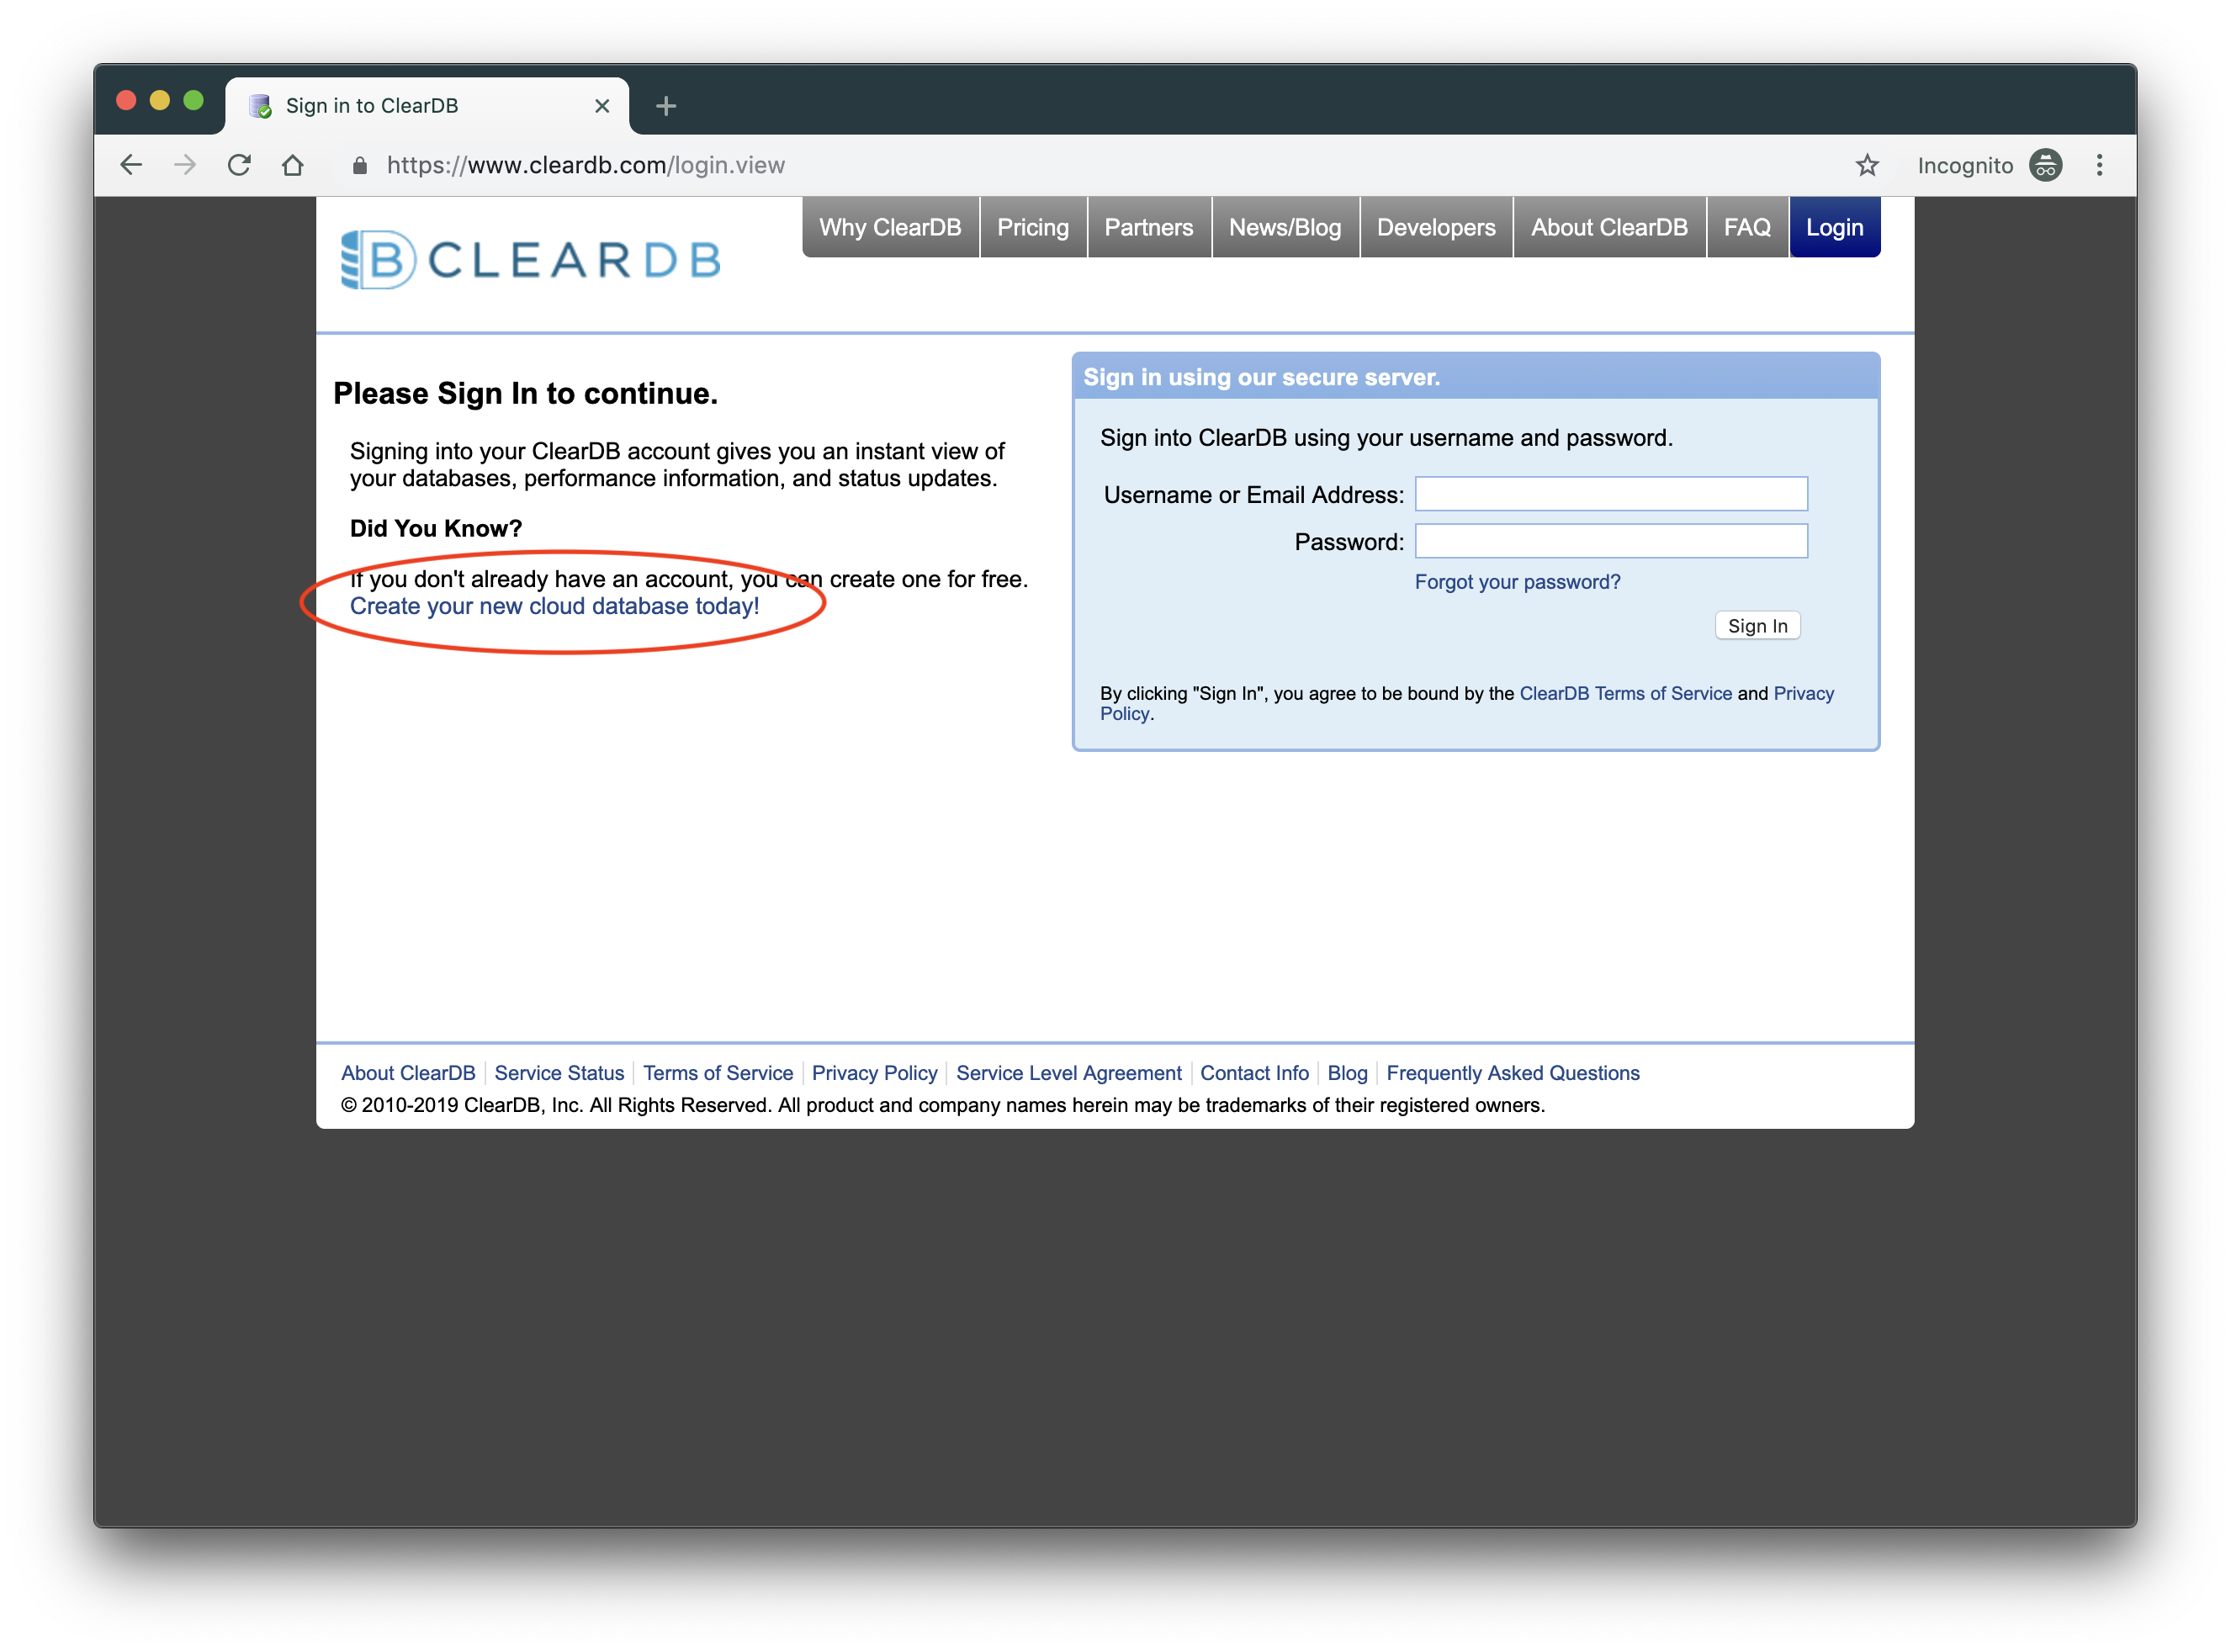 Sign in to ClearDB
https://www.cleardb.com/login.view
Incognito
CLEARDB
Why ClearDB
Pricing
Partners
News/Blog
Developers
About ClearDB
FAQ
Login
Please Sign In to continue.
Signing into your ClearDB account gives you an instant view of
your databases, performance information, and status updates.
Did You Know?
If you don't already have an account, you can create one for free.
Create your new cloud database today!
Sign in using our secure server.
Sign into ClearDB using your username and password.
Username or Email Address:
Password:
Forgot your password?
Sign In
By clicking "Sign In", you agree to be bound by the ClearDB Terms of Service and Privacy
Policy.
About ClearDB Service Status Terms of Service Privacy Policy Service Level Agreement Contact Info Blog Frequently Asked Questions
© 2010-2019 ClearDB, Inc. All Rights Reserved. All product and company names herein may be trademarks of their registered owners.